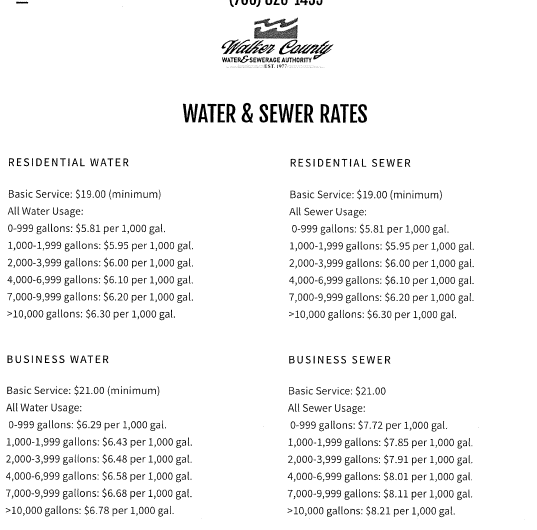 Walker County
WATER & SEWERAGE AUTHORITY
EST. 1977
WATER & SEWER RATES
RESIDENTIAL WATER
Basic Service: $19.00 (minimum)
All Water Usage:
0-999 gallons: $5.81 per 1,000 gal.
1,000-1,999 gallons: $5.95 per 1,000 gal.
2,000-3,999 gallons: $6.00 per 1,000 gal.
4,000-6,999 gallons: $6.10 per 1,000 gal.
7,000-9,999 gallons: $6.20 per 1,000 gal.
>10,000 gallons: $6.30 per 1,000 gal.
RESIDENTIAL SEWER
Basic Service: $19.00 (minimum)
All Sewer Usage:
0-999 gallons: $5.81 per 1,000 gal.
1,000-1,999 gallons: $5.95 per 1,000 gal.
2,000-3,999 gallons: $6.00 per 1,000 gal.
4,000-6,999 gallons: $6.10 per 1,000 gal.
7,000-9,999 gallons: $6.20 per 1,000 gal.
>10,000 gallons: $6.30 per 1,000 gal.
BUSINESS WATER
Basic Service: $21.00 (minimum)
All Water Usage:
0-999 gallons: $6.29 per 1,000 gal.
1,000-1,999 gallons: $6.43 per 1,000 gal.
2,000-3,999 gallons: $6.48 per 1,000 gal.
4,000-6,999 gallons: $6.58 per 1,000 gal.
7,000-9,999 gallons: $6.68 per 1,000 gal.
>10,000 gallons: $6.78 per 1,000 gal.
BUSINESS SEWER
Basic Service: $21.00
All Sewer Usage:
0-999 gallons: $7.72 per 1,000 gal.
1,000-1,999 gallons: $7.85 per 1,000 gal.
2,000-3,999 gallons: $7.91 per 1,000 gal.
4,000-6,999 gallons: $8.01 per 1,000 gal.
7,000-9,999 gallons: $8.11 per 1,000 gal.
>10,000 gallons: $8.21 per 1,000 gal.